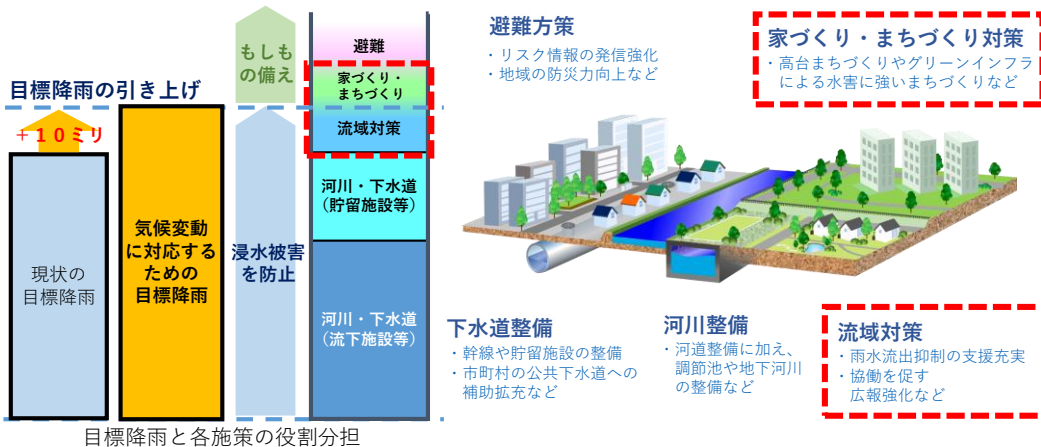 目標降雨の引き上げ
+10ミリ
現状の
目標降雨
気候変動
に対応する
ための
目標降雨
もしも
の備え
浸水被害
を防止
避難
家づくり・
まちづくり
流域対策
河川・下水道
(貯留施設等)
河川・下水道
(流下施設等)
目標降雨と各施策の役割分担
避難方策
・リスク情報の発信強化
・地域の防災力向上など
家づくり・まちづくり対策
・高台まちづくりやグリーンインフラ
による水害に強いまちづくりなど
下水道整備
・幹線や貯留施設の整備
・市町村の公共下水道への
補助拡充など
河川整備
・河道整備に加え、
調節池や地下河川
の整備など
流域対策
・雨水流出抑制の支援充実
・協働を促す
広報強化など